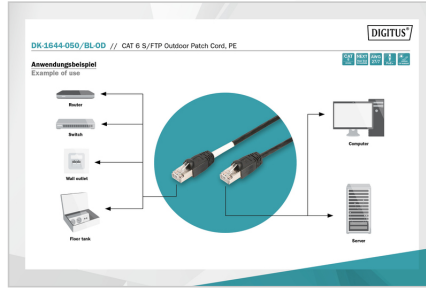 DIGITUS®
DK-1644-050/BL-OD // CAT 6 S/FTP Outdoor Patch Cord, PE
Anwendungsbeispiel
Example of use
Router
Switch
Wall outlet
Floor tank
Computer
Server